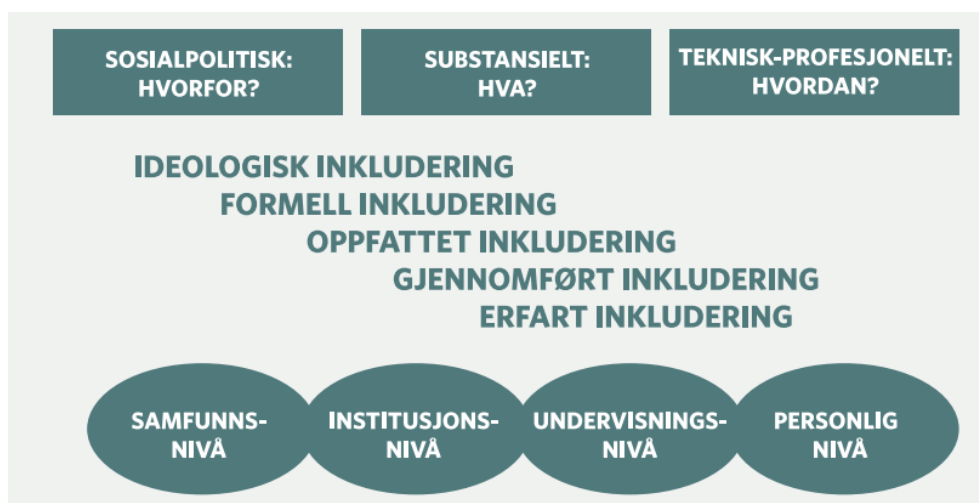 SOSIALPOLITISK:
HVORFOR?
SUBSTANSIELT:
HVA?
TEKNISK-PROFESJONELT:
HVORDAN?
IDEOLOGISK INKLUDERING
FORMELL INKLUDERING
OPPFATTET INKLUDERING
GJENNOMFØRT INKLUDERING
ERFART INKLUDERING
SAMFUNNS-
NIVÅ
INSTITUSJONS-
NIVÅ
UNDERVISNINGS-
NIVÅ
PERSONLIG
NIVÅ